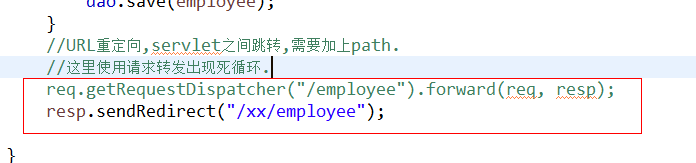 dao.save(employee);
}
//URL重定向,servlet之间跳转,需要加上path.
//这里使用请求转发出现死循环.
req.getRequestDispatcher("/employee").forward(req, resp);
resp.sendRedirect("/xx/employee");
}